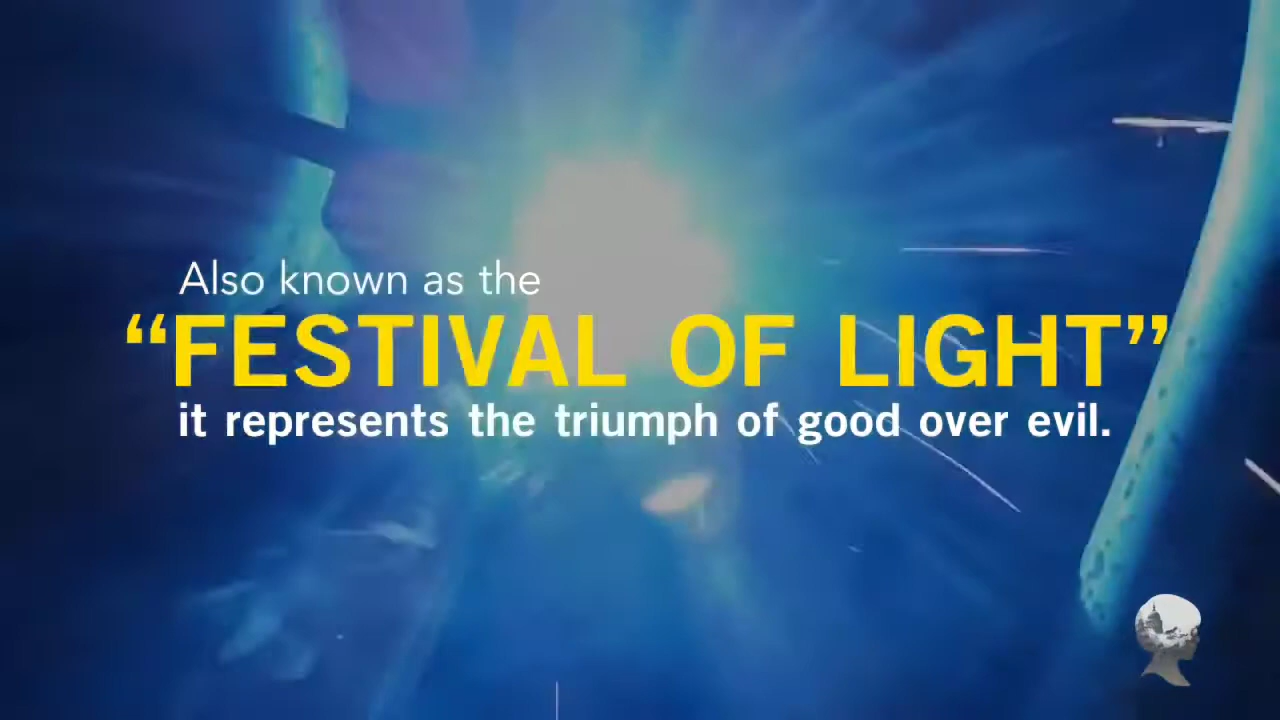 Also known as the
“FESTIVAL OF LIGHT”
it represents the triumph of good over evil.